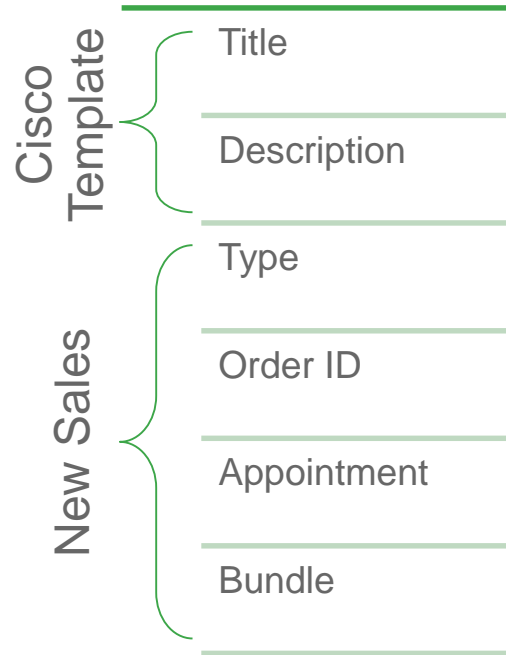 Cisco
Template
Title
Description
New Sales
Type
Order ID
Appointment
Bundle